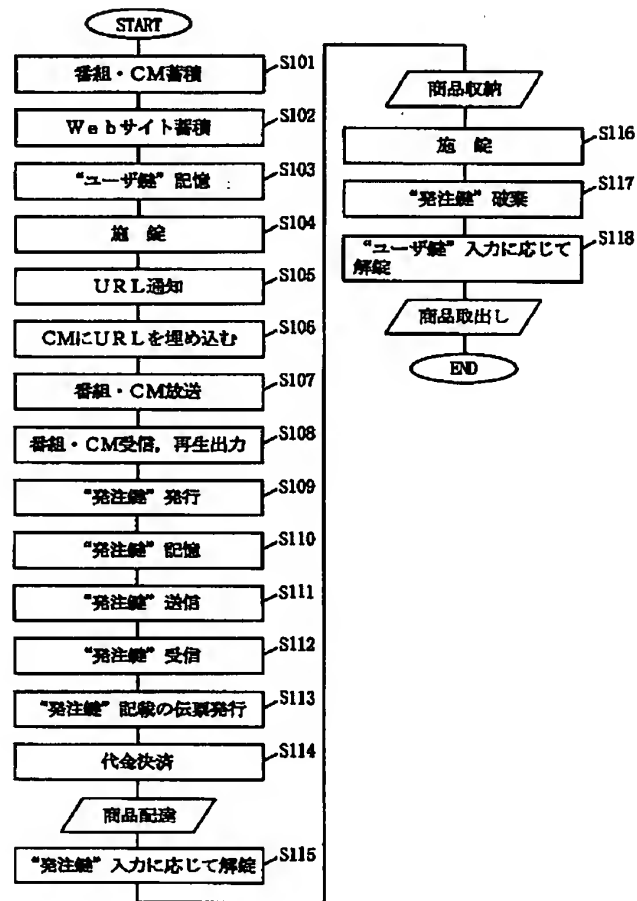 START
番組・CM蓄積
S101
Webサイト蓄積
S102
“ユーザ鍵”記憶
S103
施 錠
S104
URL通知
S105
CMにURLを埋め込む
S106
番組・CM放送
S107
番組・CM受信，再生出力
S108
“発注鍵”発行
S109
“発注鍵”記憶
S110
“発注鍵”送信
S111
“発注鍵”受信
S112
“発注鍵”記載の伝票発行
S113
代金決済
S114
商品配達
“発注鍵”入力に応じて解錠
S115
商品収納
施 錠
S116
“発注鍵”破棄
S117
“ユーザ鍵”入力に応じて
解錠
S118
商品取出し
END